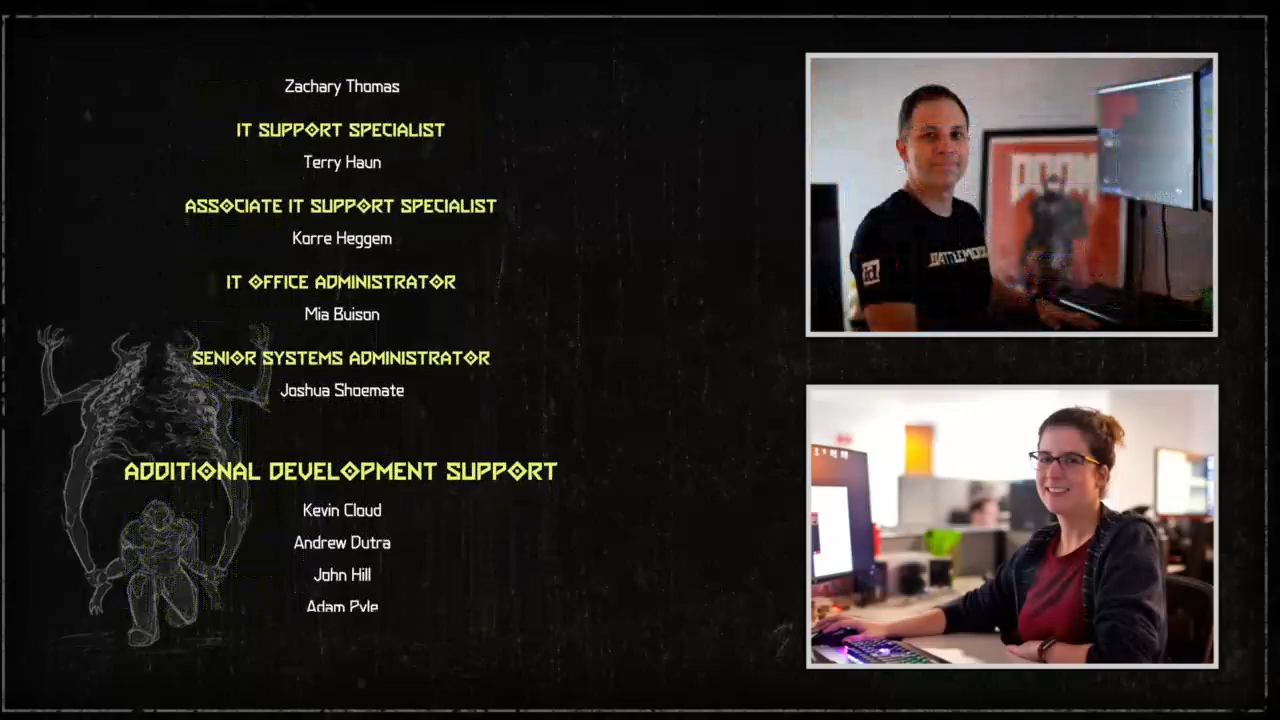 Zachary Thomas
IT SUPPORT SPECIALIST
Terry Haun
ASSOCIATE IT SUPPORT SPECIALIST
Korre Heggem
IT OFFICE ADMINISTRATOR
Mia Buison
SENIOR SYSTEMS ADMINISTRATOR
Joshua Shoemate
ADDITIONAL DEVELOPMENT SUPPORT
Kevin Cloud
Andrew Dutra
John Hill
Adam Pyle
id